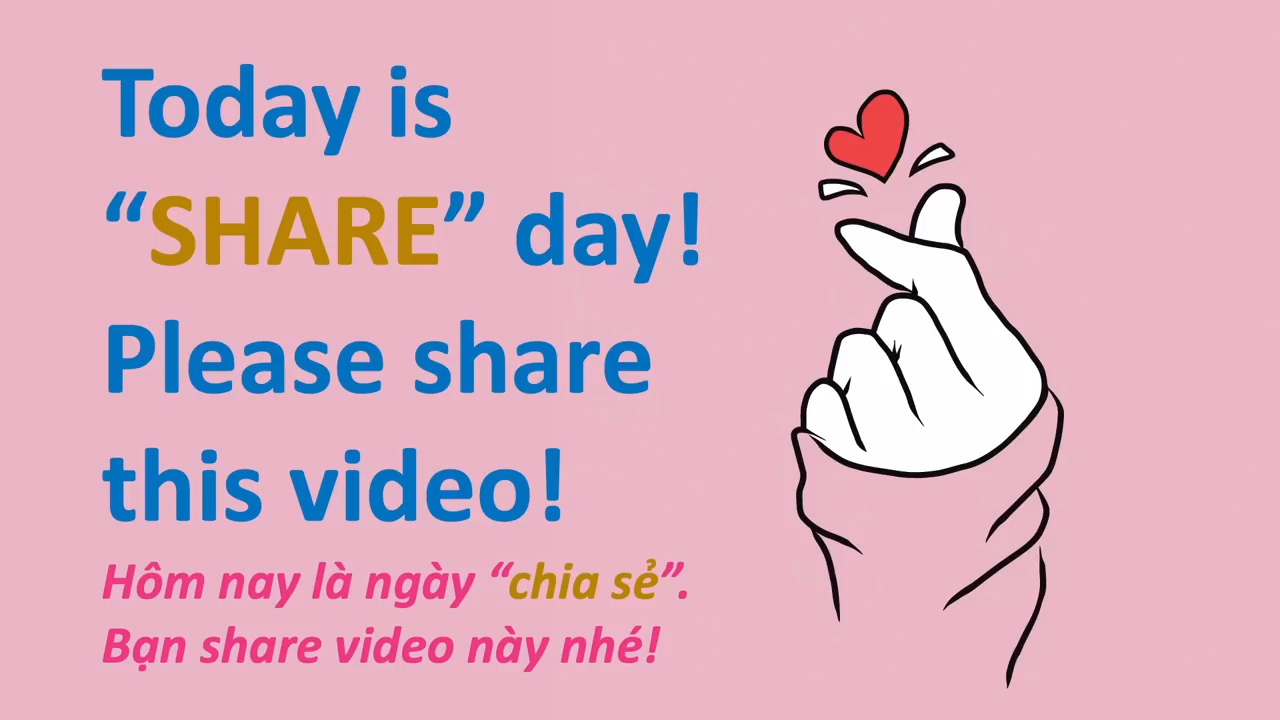 Today is
“SHARE” day!
Please share
this video!
Hôm nay là ngày “chia sẻ”.
Bạn share video này nhé!